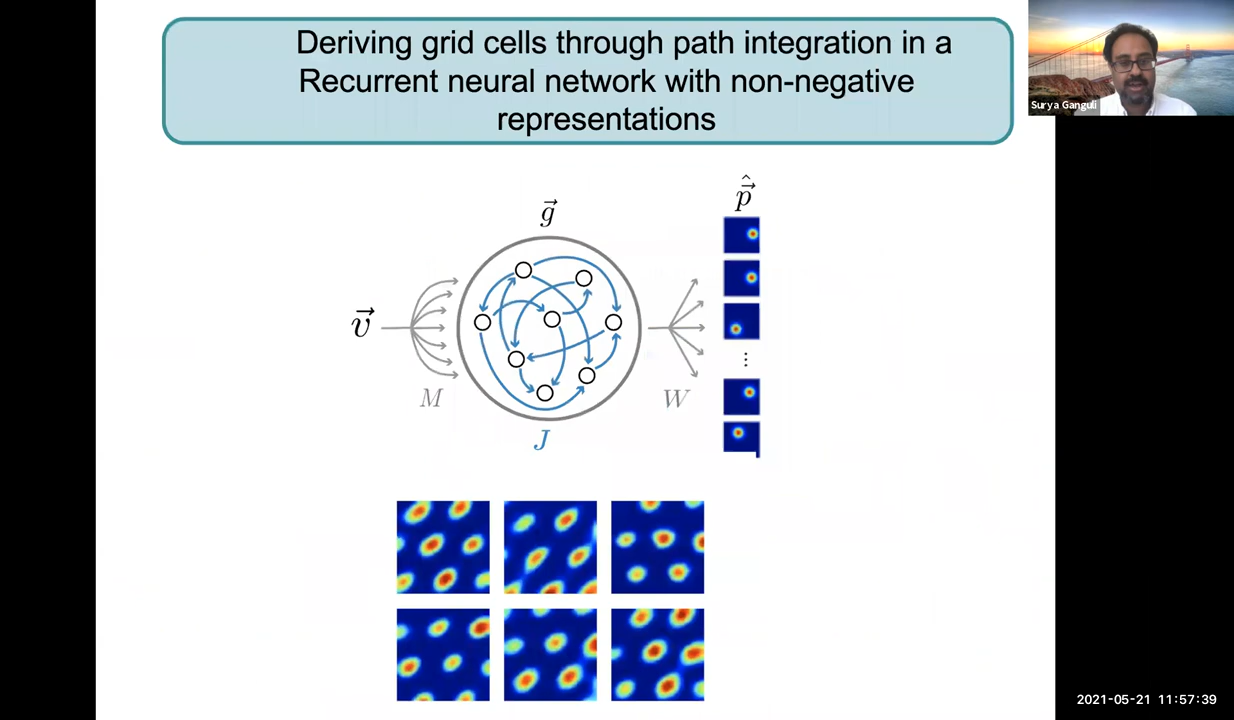 Deriving grid cells through path integration in a
Recurrent neural network with non-negative
representations
Surya Ganguli
g⃗
p̂⃗
v⃗
M
W
J
⋮
2021-05-21 11:57:39